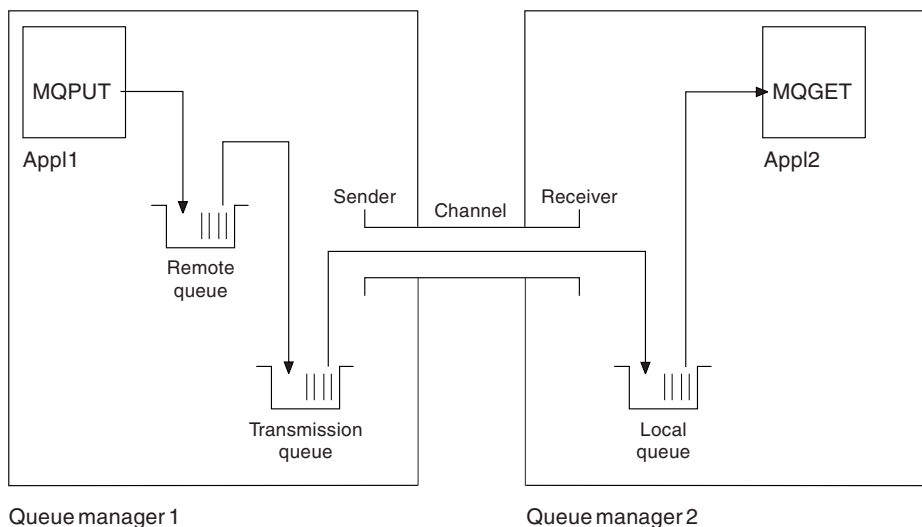 MQPUT
MQGET
Appl1
Appl2
Sender
Channel
Receiver
Remote
queue
Transmission
queue
Local
queue
Queue manager 1
Queue manager 2